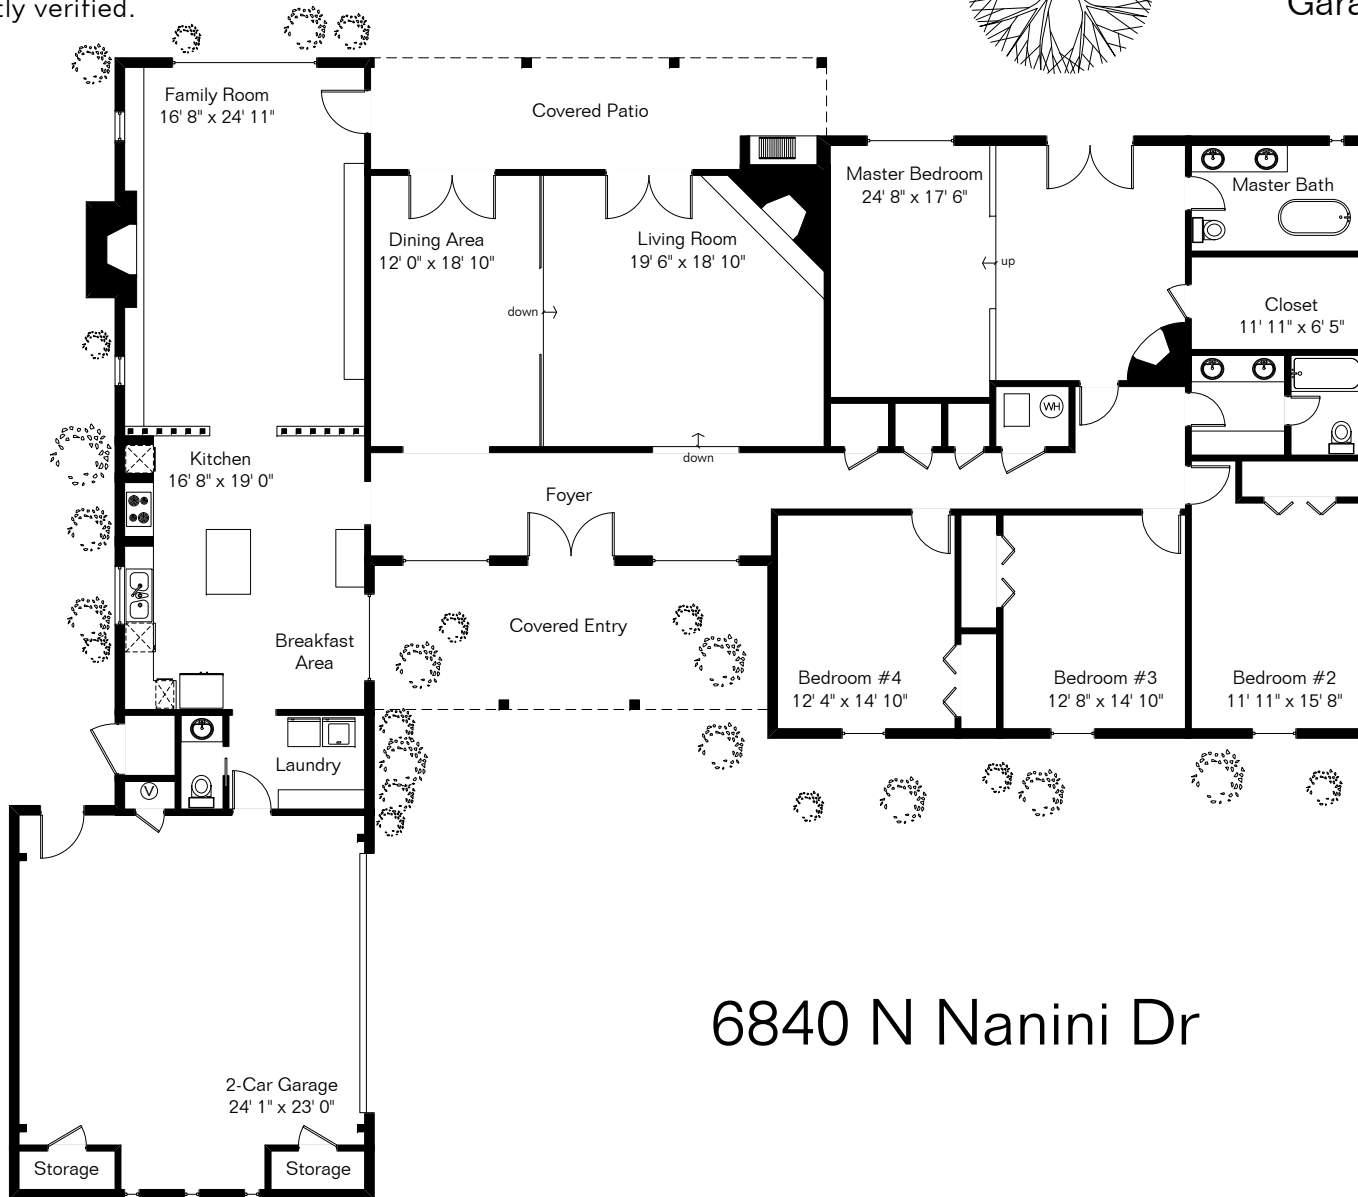 verified.
Family Room
16' 8" x 24' 11"
Covered Patio
Master Bedroom
24' 8" x 17' 6"
Master Bath
Dining Area
12' 0" x 18' 10"
Living Room
19' 6" x 18' 10"
up
down
Closet
11' 11" x 6' 5"
WH
Kitchen
16' 8" x 19' 0"
down
Foyer
Covered Entry
Breakfast
Area
Bedroom #4
12' 4" x 14' 10"
Bedroom #3
12' 8" x 14' 10"
Bedroom #2
11' 11" x 15' 8"
Laundry
V
6840 N Nanini Dr
2-Car Garage
24' 1" x 23' 0"
Storage
Storage